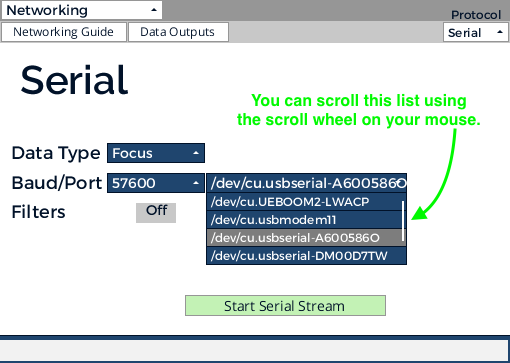 Networking
Protocol
Networking Guide
Data Outputs
Serial
Serial
You can scroll this list using
the scroll wheel on your mouse.
Data Type
Focus
Baud/Port
57600
/dev/cu.usbserial-A600586O
/dev/cu.UEBOOM2-LWACP
/dev/cu.usbmodem11
/dev/cu.usbserial-A600586O
/dev/cu.usbserial-DM00D7TW
Filters
Off
Start Serial Stream